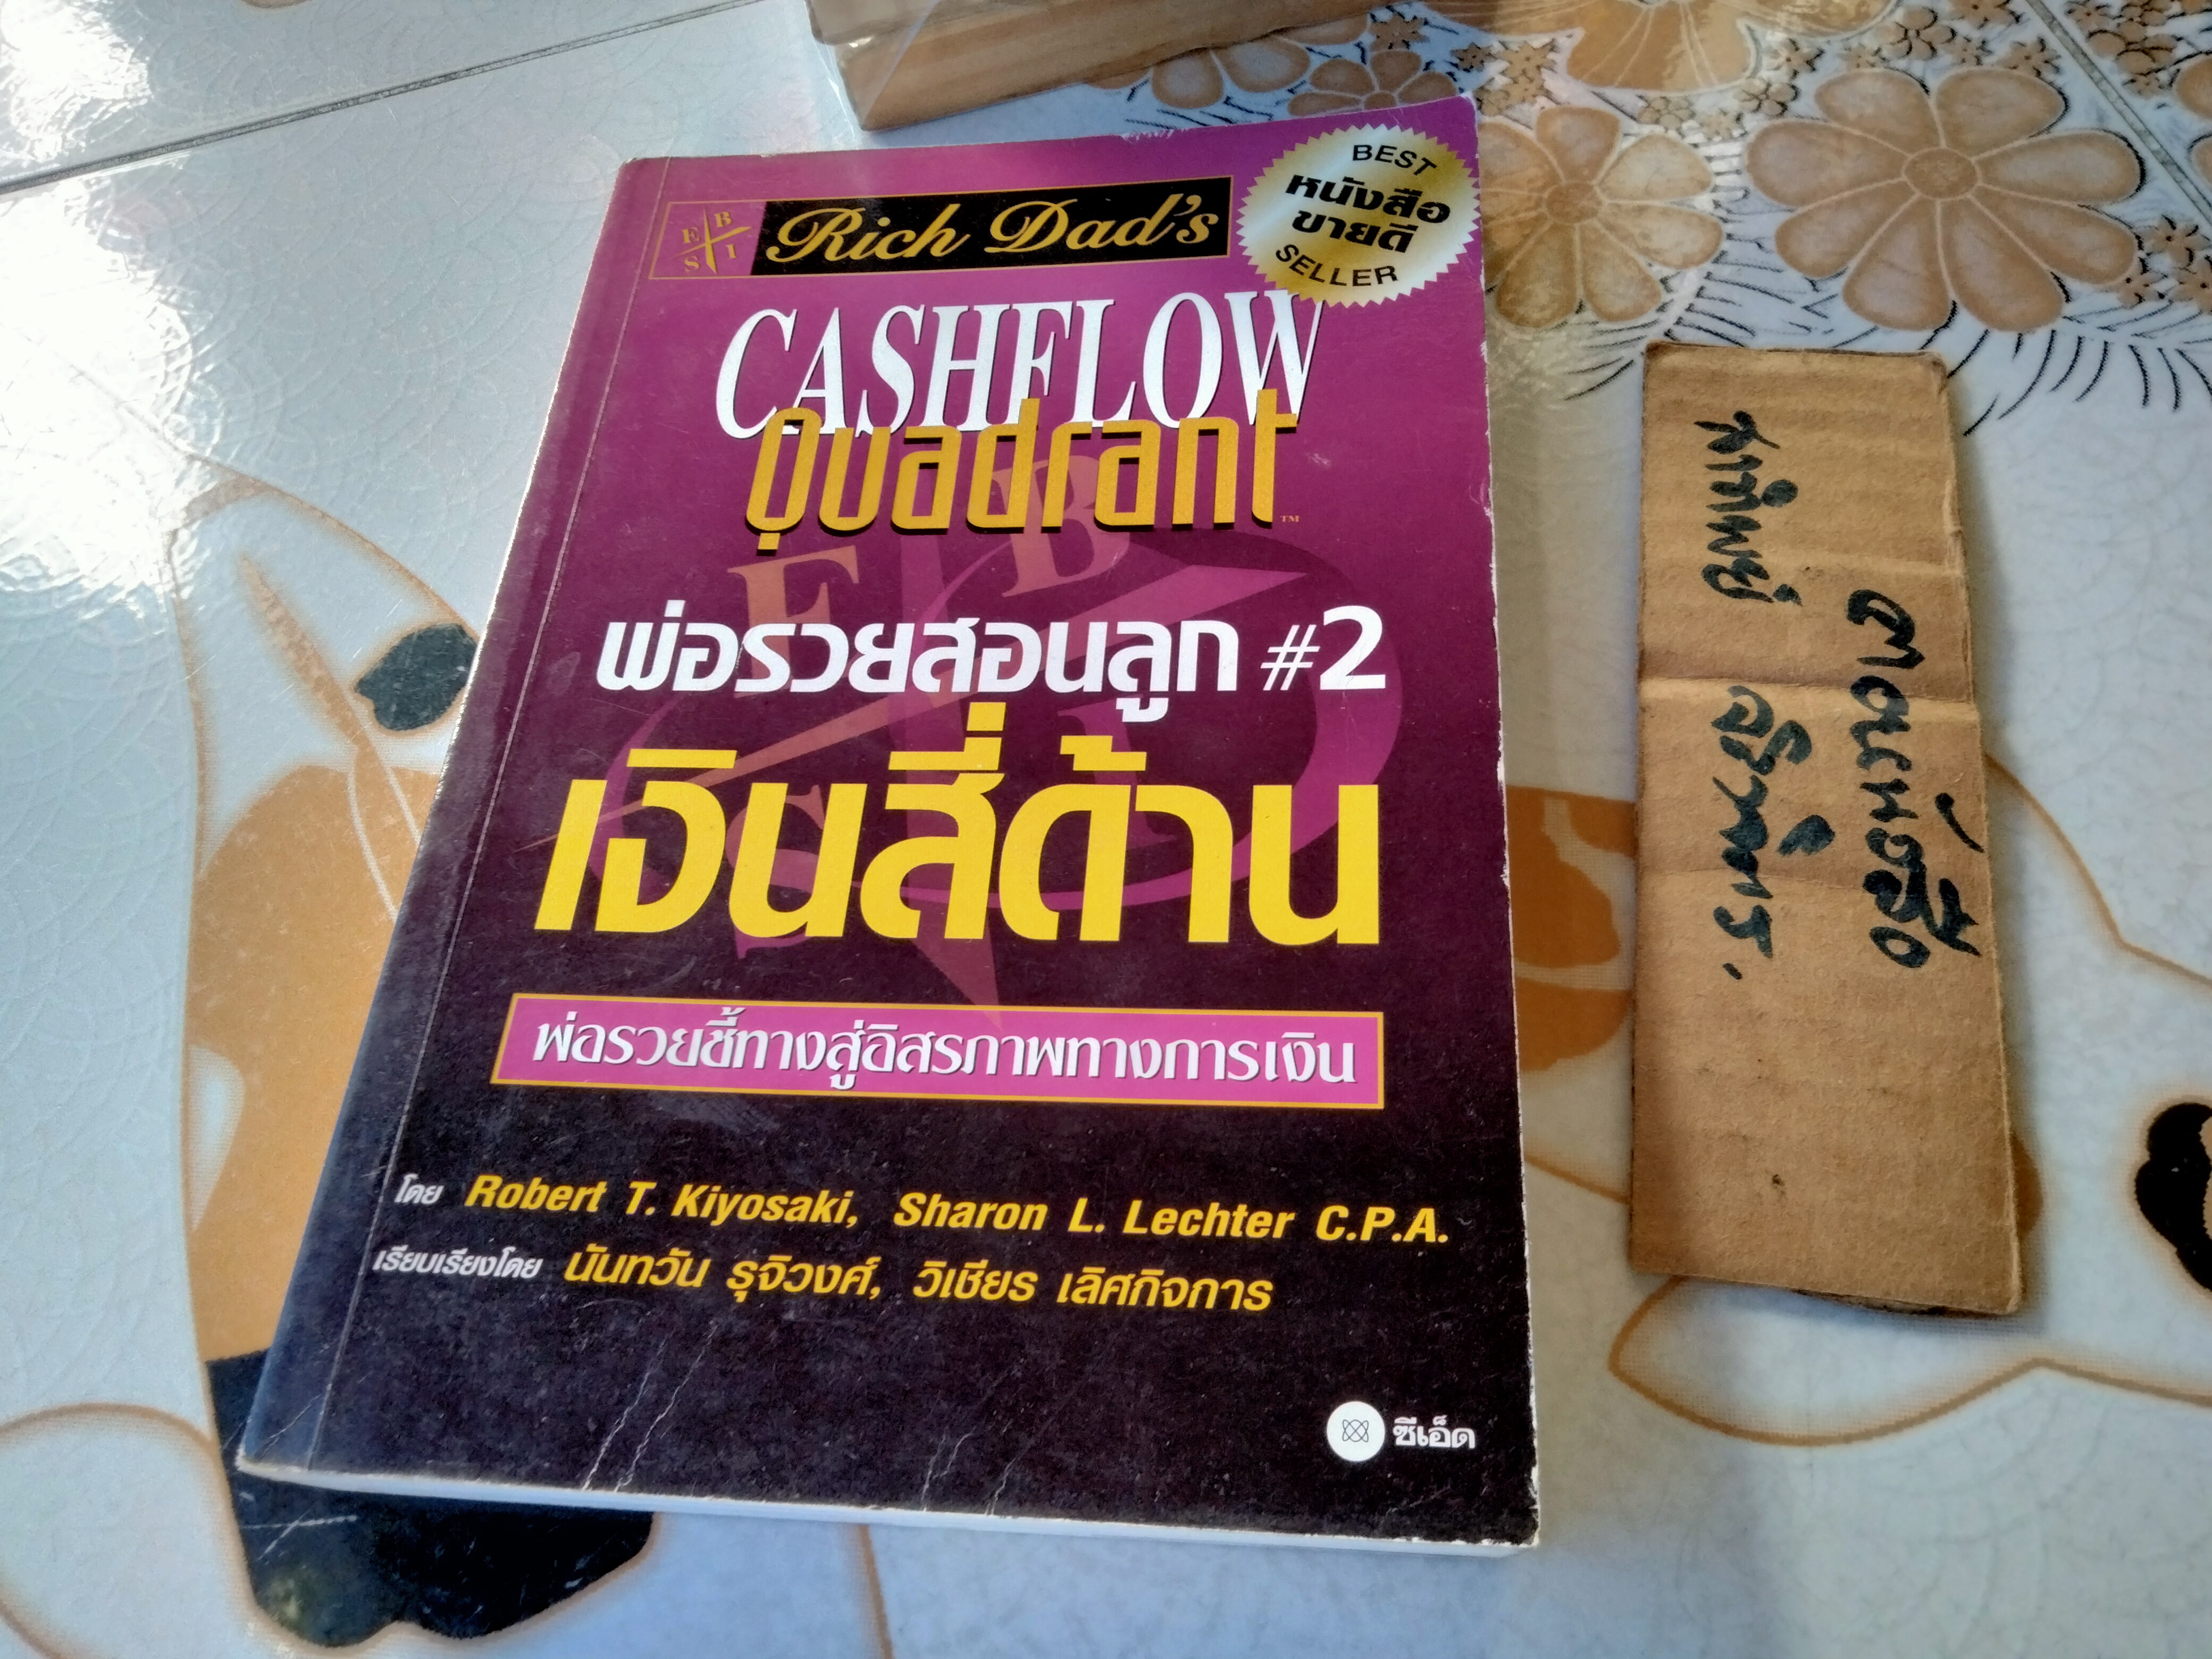 E B
S I
Rich Dad's
BEST
หนังสือ
ขายดี
SELLER
CASHFLOW
Quadrant™
E B
S I
พ่อรวยสอนลูก #2
เงินสี่ด้าน
พ่อรวยชี้ทางสู่อิสรภาพทางการเงิน
โดย Robert T. Kiyosaki, Sharon L. Lechter C.P.A.
เรียบเรียงโดย นันทวัน รุจิวงศ์, วิเชียร เลิศกิจการ
ซีเอ็ด